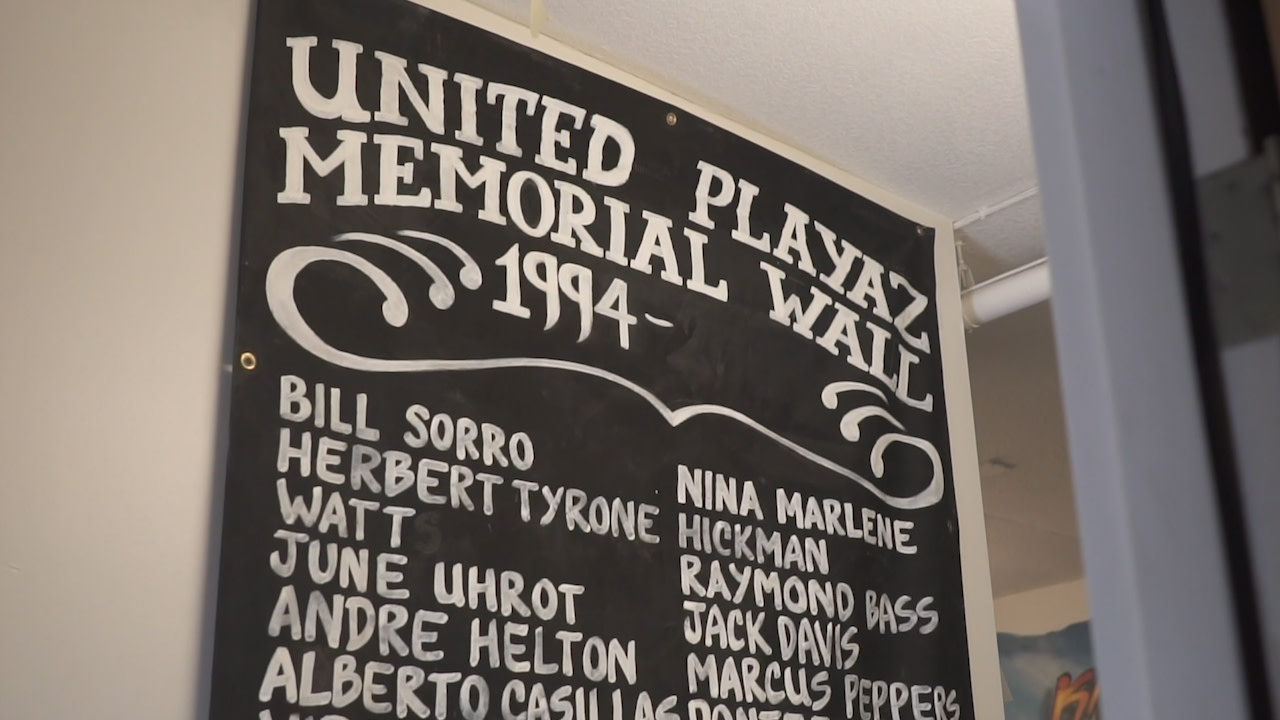 UNITED PLAYAZ
MEMORIAL WALL
1994-
BILL SORRO
HERBERT TYRONE
WATT
JUNE UHROT
ANDRE HELTON
ALBERTO CASILLAS
NINA MARLENE
HICKMAN
RAYMOND BASS
JACK DAVIS
MARCUS PEPPERS